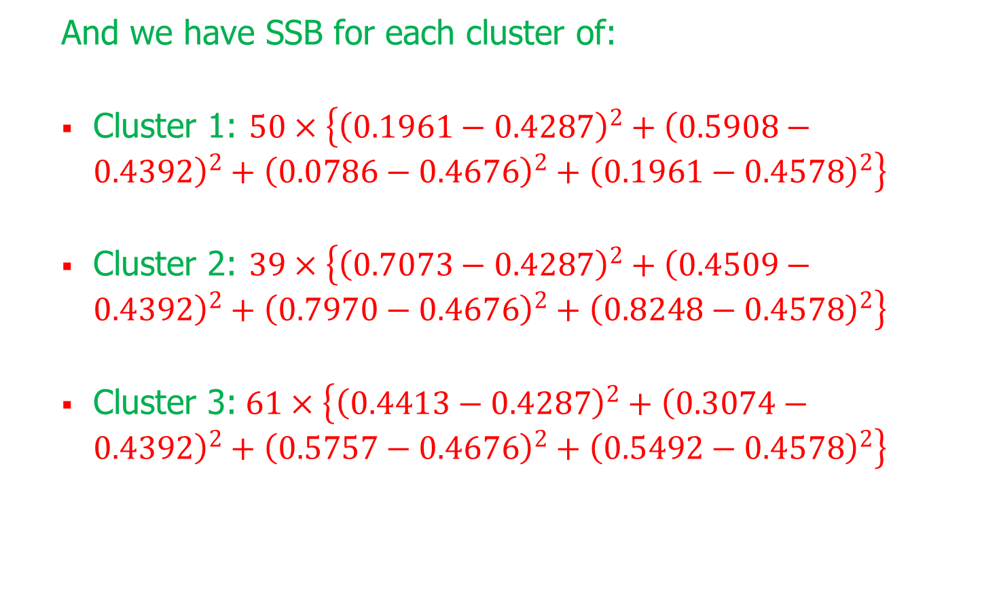 And we have SSB for each cluster of:
▪ Cluster 1: 50 × {(0.1961 − 0.4287)² + (0.5908 −
0.4392)² + (0.0786 − 0.4676)² + (0.1961 − 0.4578)²}
▪ Cluster 2: 39 × {(0.7073 − 0.4287)² + (0.4509 −
0.4392)² + (0.7970 − 0.4676)² + (0.8248 − 0.4578)²}
▪ Cluster 3: 61 × {(0.4413 − 0.4287)² + (0.3074 −
0.4392)² + (0.5757 − 0.4676)² + (0.5492 − 0.4578)²}